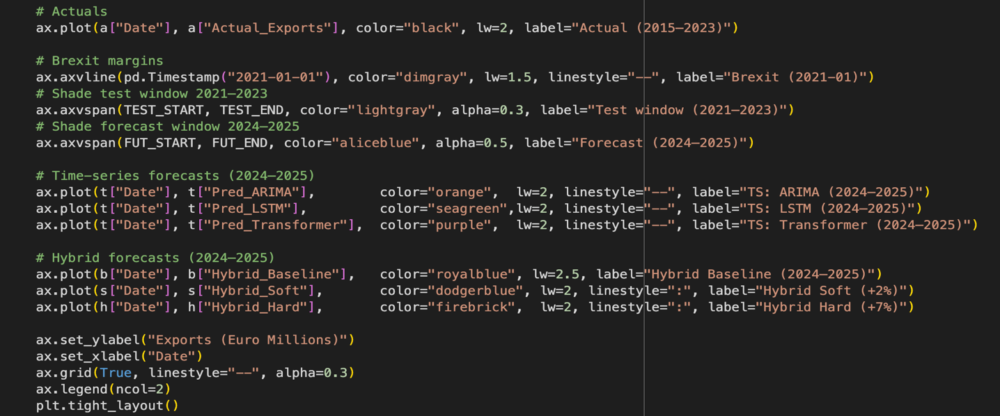 # Actuals
ax.plot(a["Date"], a["Actual_Exports"], color="black", lw=2, label="Actual (2015–2023)")
# Brexit margins
ax.axvline(pd.Timestamp("2021-01-01"), color="dimgray", lw=1.5, linestyle="--", label="Brexit (2021-01)")
# Shade test window 2021–2023
ax.axvspan(TEST_START, TEST_END, color="lightgray", alpha=0.3, label="Test window (2021–2023)")
# Shade forecast window 2024–2025
ax.axvspan(FUT_START, FUT_END, color="aliceblue", alpha=0.5, label="Forecast (2024–2025)")
# Time-series forecasts (2024–2025)
ax.plot(t["Date"], t["Pred_ARIMA"],        color="orange",  lw=2, linestyle="--", label="TS: ARIMA (2024–2025)")
ax.plot(t["Date"], t["Pred_LSTM"],         color="seagreen",lw=2, linestyle="--", label="TS: LSTM (2024–2025)")
ax.plot(t["Date"], t["Pred_Transformer"],  color="purple",  lw=2, linestyle="--", label="TS: Transformer (2024–2025)")
# Hybrid forecasts (2024–2025)
ax.plot(b["Date"], b["Hybrid_Baseline"],   color="royalblue", lw=2.5, label="Hybrid Baseline (2024–2025)")
ax.plot(s["Date"], s["Hybrid_Soft"],       color="dodgerblue", lw=2, linestyle=":", label="Hybrid Soft (+2%)")
ax.plot(h["Date"], h["Hybrid_Hard"],       color="firebrick",  lw=2, linestyle=":", label="Hybrid Hard (+7%)")
ax.set_ylabel("Exports (Euro Millions)")
ax.set_xlabel("Date")
ax.grid(True, linestyle="--", alpha=0.3)
ax.legend(ncol=2)
plt.tight_layout()